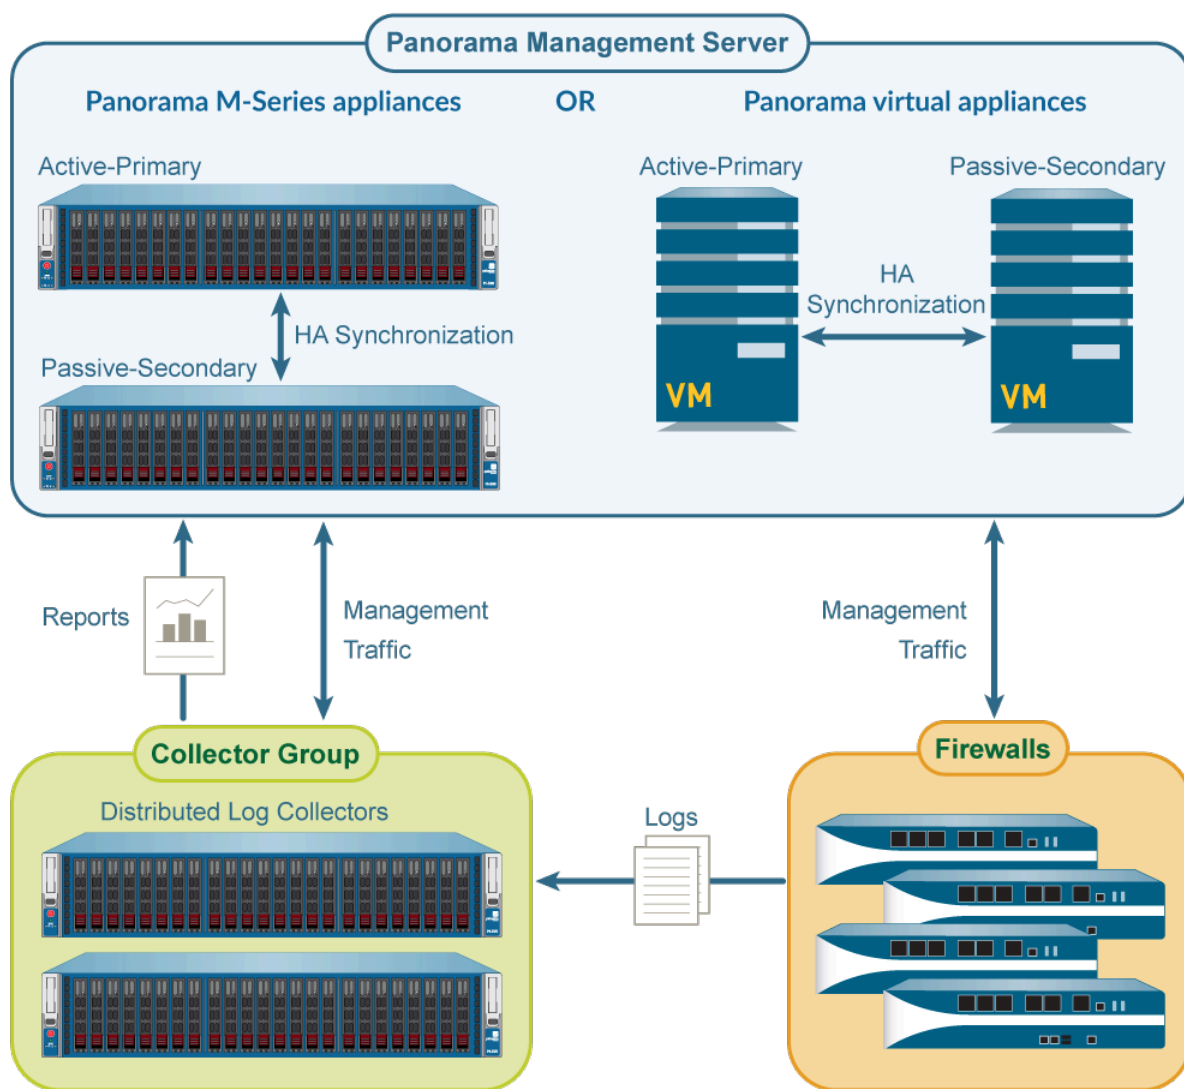 Panorama Management Server
Panorama M-Series appliances
OR
Panorama virtual appliances
Active-Primary
HA Synchronization
Passive-Secondary
Active-Primary
Passive-Secondary
HA
Synchronization
VM
VM
Reports
Management
Traffic
Management
Traffic
Collector Group
Distributed Log Collectors
Logs
Firewalls